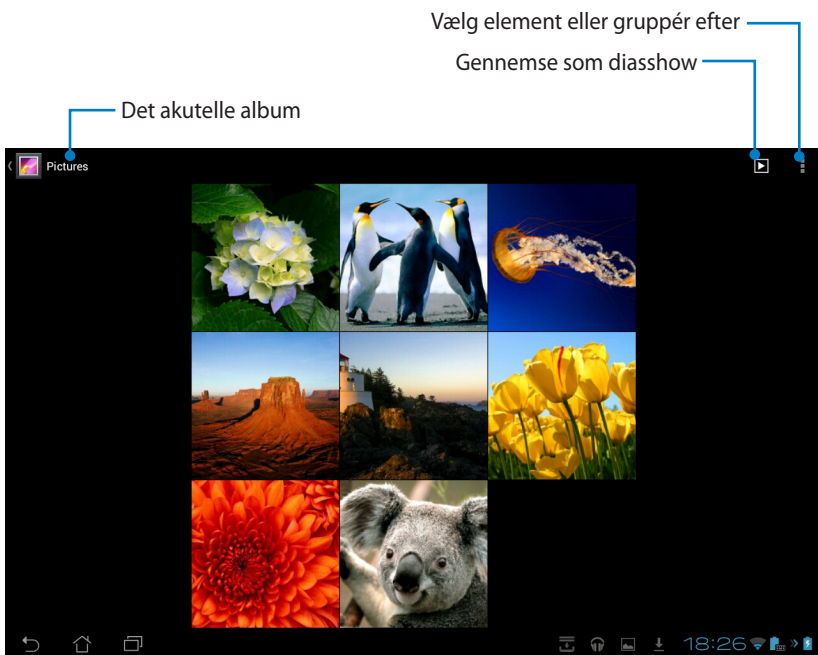 Vælg element eller gruppér efter
Gennemse som diasshow
Det akutelle album
Pictures
18:26